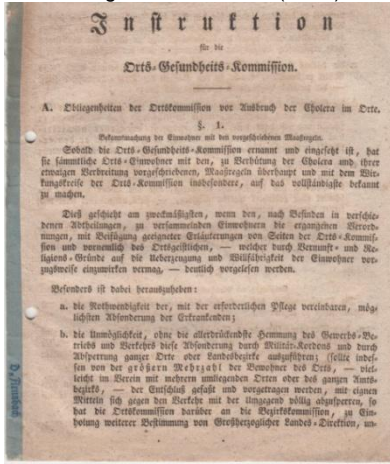 Instruktion
für die
Orts-Gesundheits-Kommission.
A. Obliegenheiten der Ortskommission vor Ausbruch der Cholera im Orte.
§. 1.
Bekanntmachung der Einwohner mit den vorgeschriebenen Maaßregeln.
Sobald die Orts-Gesundheits-Kommission ernannt und eingesetzt ist, hat
sie sämmtliche Orts-Einwohner mit den, zu Verhütung der Cholera und ihrer
etwaigen Verbreitung vorgeschriebenen, Maaßregeln überhaupt und mit dem Wir-
kungskreise der Orts-Kommission insbesondere, auf das vollständigste bekannt
zu machen.
Dieß geschieht am zweckmäßigsten, wenn den, nach Befinden in verschie-
denen Abtheilungen, zu versammelnden Einwohnern die ergangenen Verord-
nungen, mit Beifügung geeigneter Erläuterungen von Seiten der Orts-Kommis-
sion und vornemlich des Ortsgeistlichen, — welcher durch Vernunft- und Re-
ligions-Gründe auf die Ueberzeugung und Willfährigkeit der Einwohner vor-
zugsweise einzuwirken vermag, — deutlich vorgelesen werden.
Besonders ist dabei herauszuheben:
a. die Nothwendigkeit der, mit der erforderlichen Pflege vereinbaren, mög-
lichsten Absonderung der Erkrankenden;
b. die Unmöglichkeit, ohne die allerdrückendste Hemmung des Gewerbs-Be-
triebs und Verkehrs diese Absonderung durch Militär-Kordons und durch
Absperrung ganzer Orte oder Landesbezirke auszuführen; (sollte indes-
sen von der größern Mehrzahl der Bewohner des Orts, — viel-
leicht im Verein mit mehrern umliegenden Orten oder des ganzen Amts-
bezirks, — der Entschluß gefaßt und vorgetragen werden, mit eignen
Mitteln sich gegen den Verkehr mit der Umgegend völlig abzusperren, so
hat die Ortskommission darüber an die Bezirkskommission, zu Ein-
holung weiterer Bestimmung von Großherzoglicher Landes-Direktion, un-